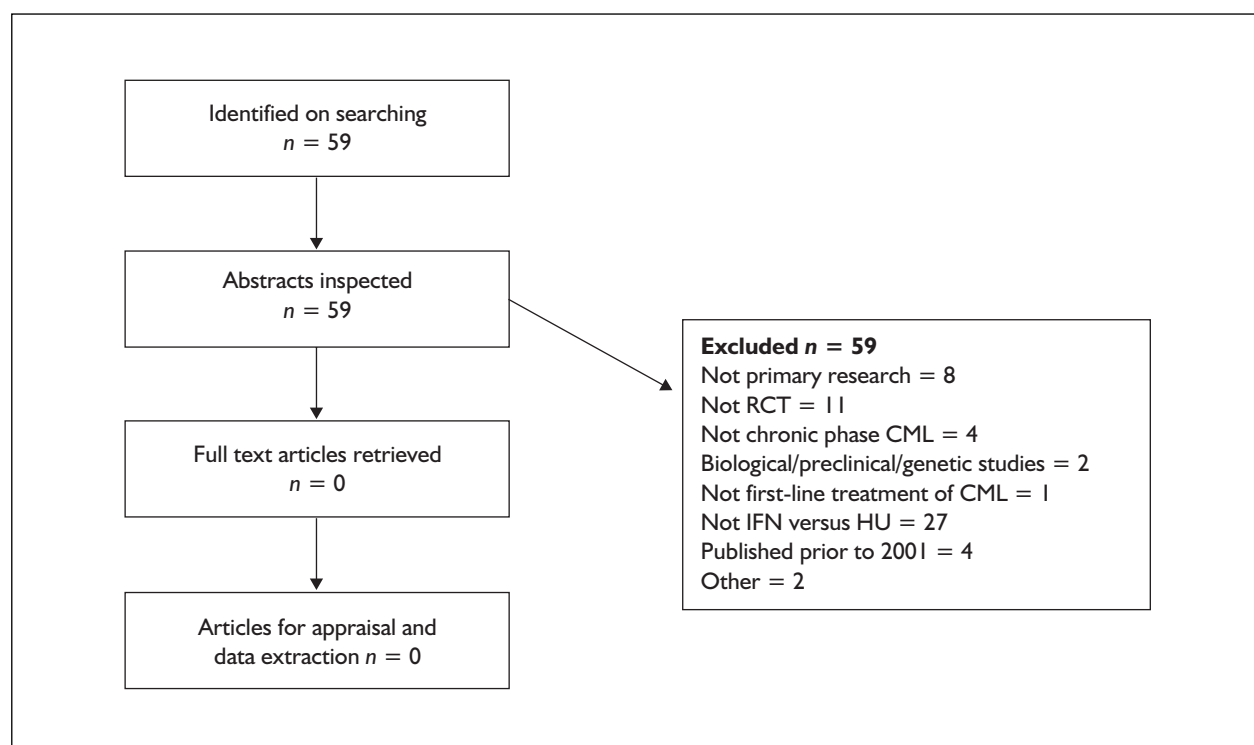 Identified on searching
n = 59
Abstracts inspected
n = 59
Full text articles retrieved
n = 0
Articles for appraisal and
data extraction n = 0
Excluded n = 59
Not primary research = 8
Not RCT = 11
Not chronic phase CML = 4
Biological/preclinical/genetic studies = 2
Not first-line treatment of CML = 1
Not IFN versus HU = 27
Published prior to 2001 = 4
Other = 2